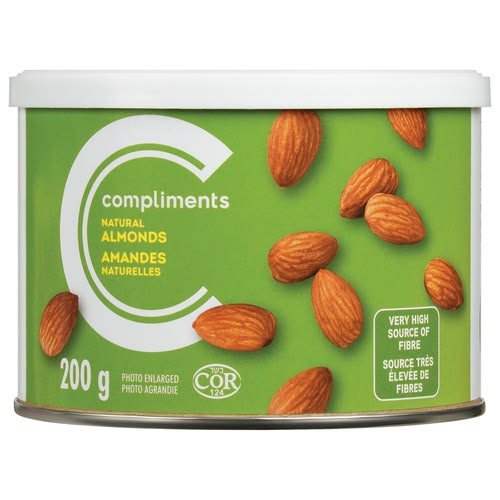 compliments
NATURAL
ALMONDS
AMANDES
NATURELLES
200 g
PHOTO ENLARGED
PHOTO AGRANDIE
כשר
COR
124
VERY HIGH
SOURCE OF
FIBRE
SOURCE TRÈS
ÉLEVÉE DE
FIBRES